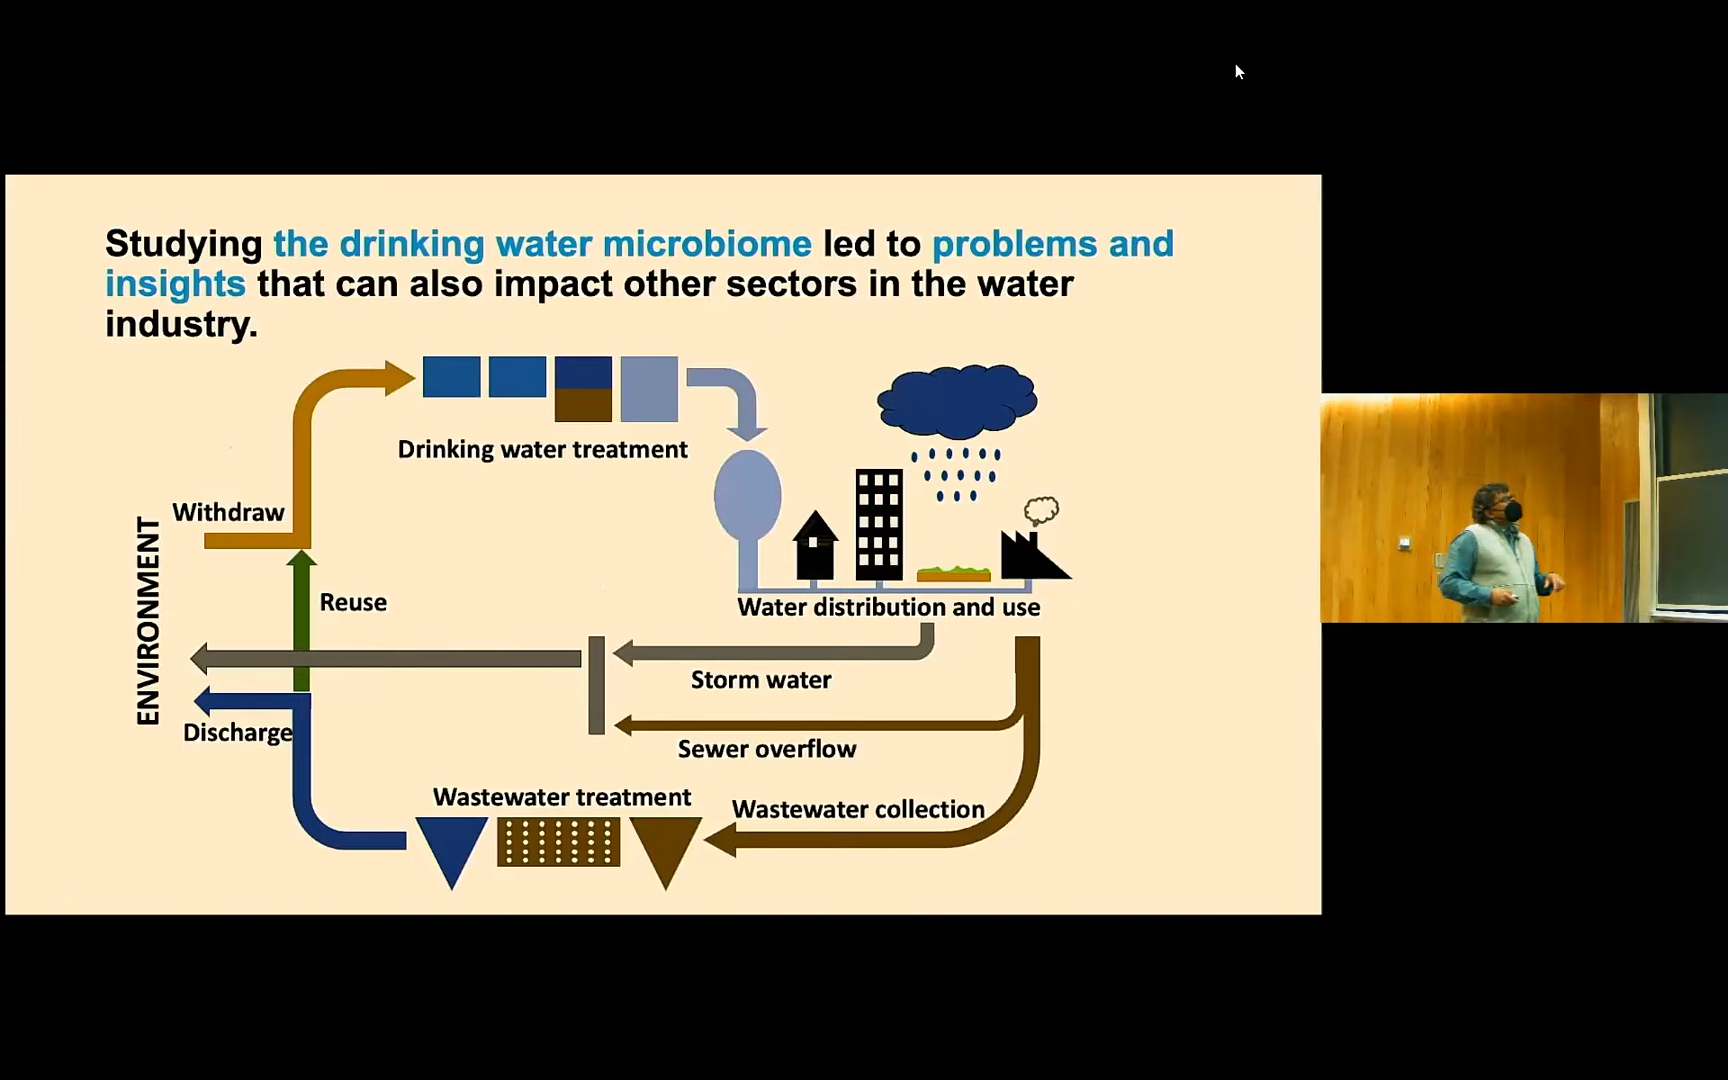 Studying the drinking water microbiome led to problems and
insights that can also impact other sectors in the water
industry.
Drinking water treatment
Withdraw
ENVIRONMENT
Reuse
Water distribution and use
Storm water
Discharge
Sewer overflow
Wastewater treatment
Wastewater collection